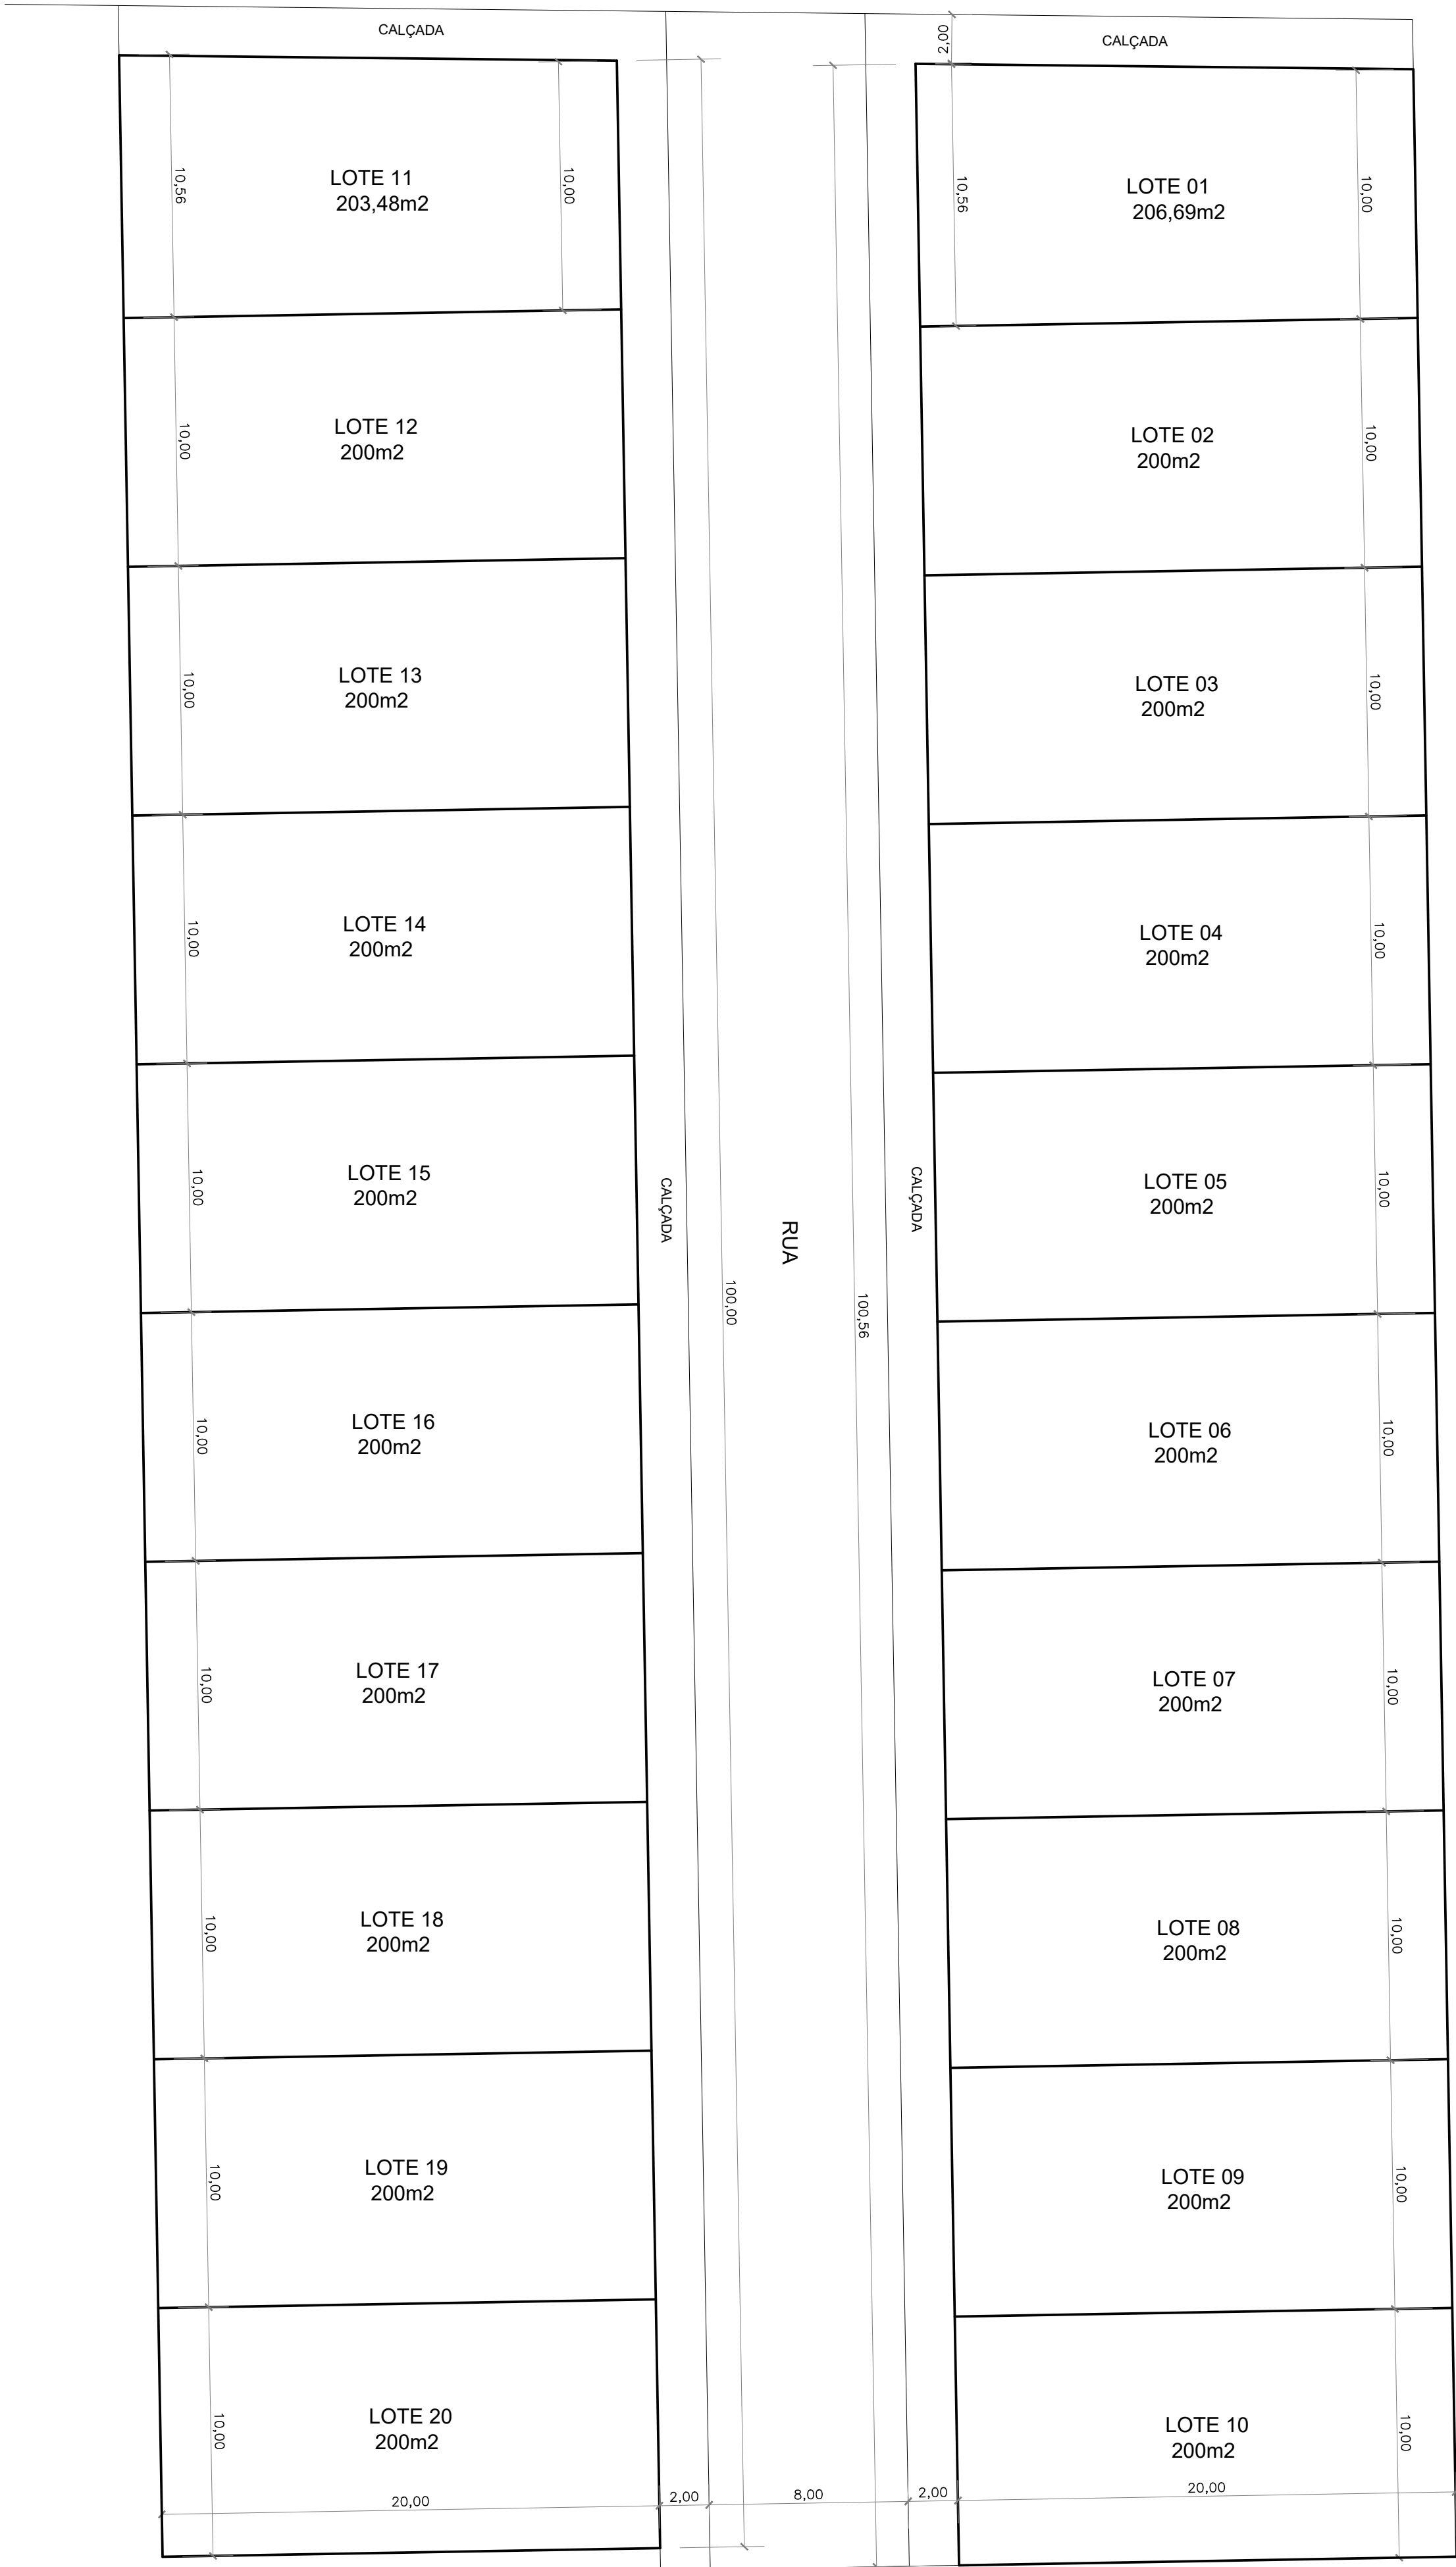 CALÇADA
CALÇADA
2,00
LOTE 11
203,48m2
10,56
10,00
LOTE 01
206,69m2
10,56
10,00
LOTE 12
200m2
10,00
LOTE 02
200m2
10,00
LOTE 13
200m2
10,00
LOTE 03
200m2
10,00
LOTE 14
200m2
10,00
LOTE 04
200m2
10,00
LOTE 15
200m2
10,00
LOTE 05
200m2
10,00
CALÇADA
RUA
CALÇADA
100,00
100,56
LOTE 16
200m2
10,00
LOTE 06
200m2
10,00
LOTE 17
200m2
10,00
LOTE 07
200m2
10,00
LOTE 18
200m2
10,00
LOTE 08
200m2
10,00
LOTE 19
200m2
10,00
LOTE 09
200m2
10,00
LOTE 20
200m2
10,00
LOTE 10
200m2
10,00
20,00
2,00
8,00
2,00
20,00